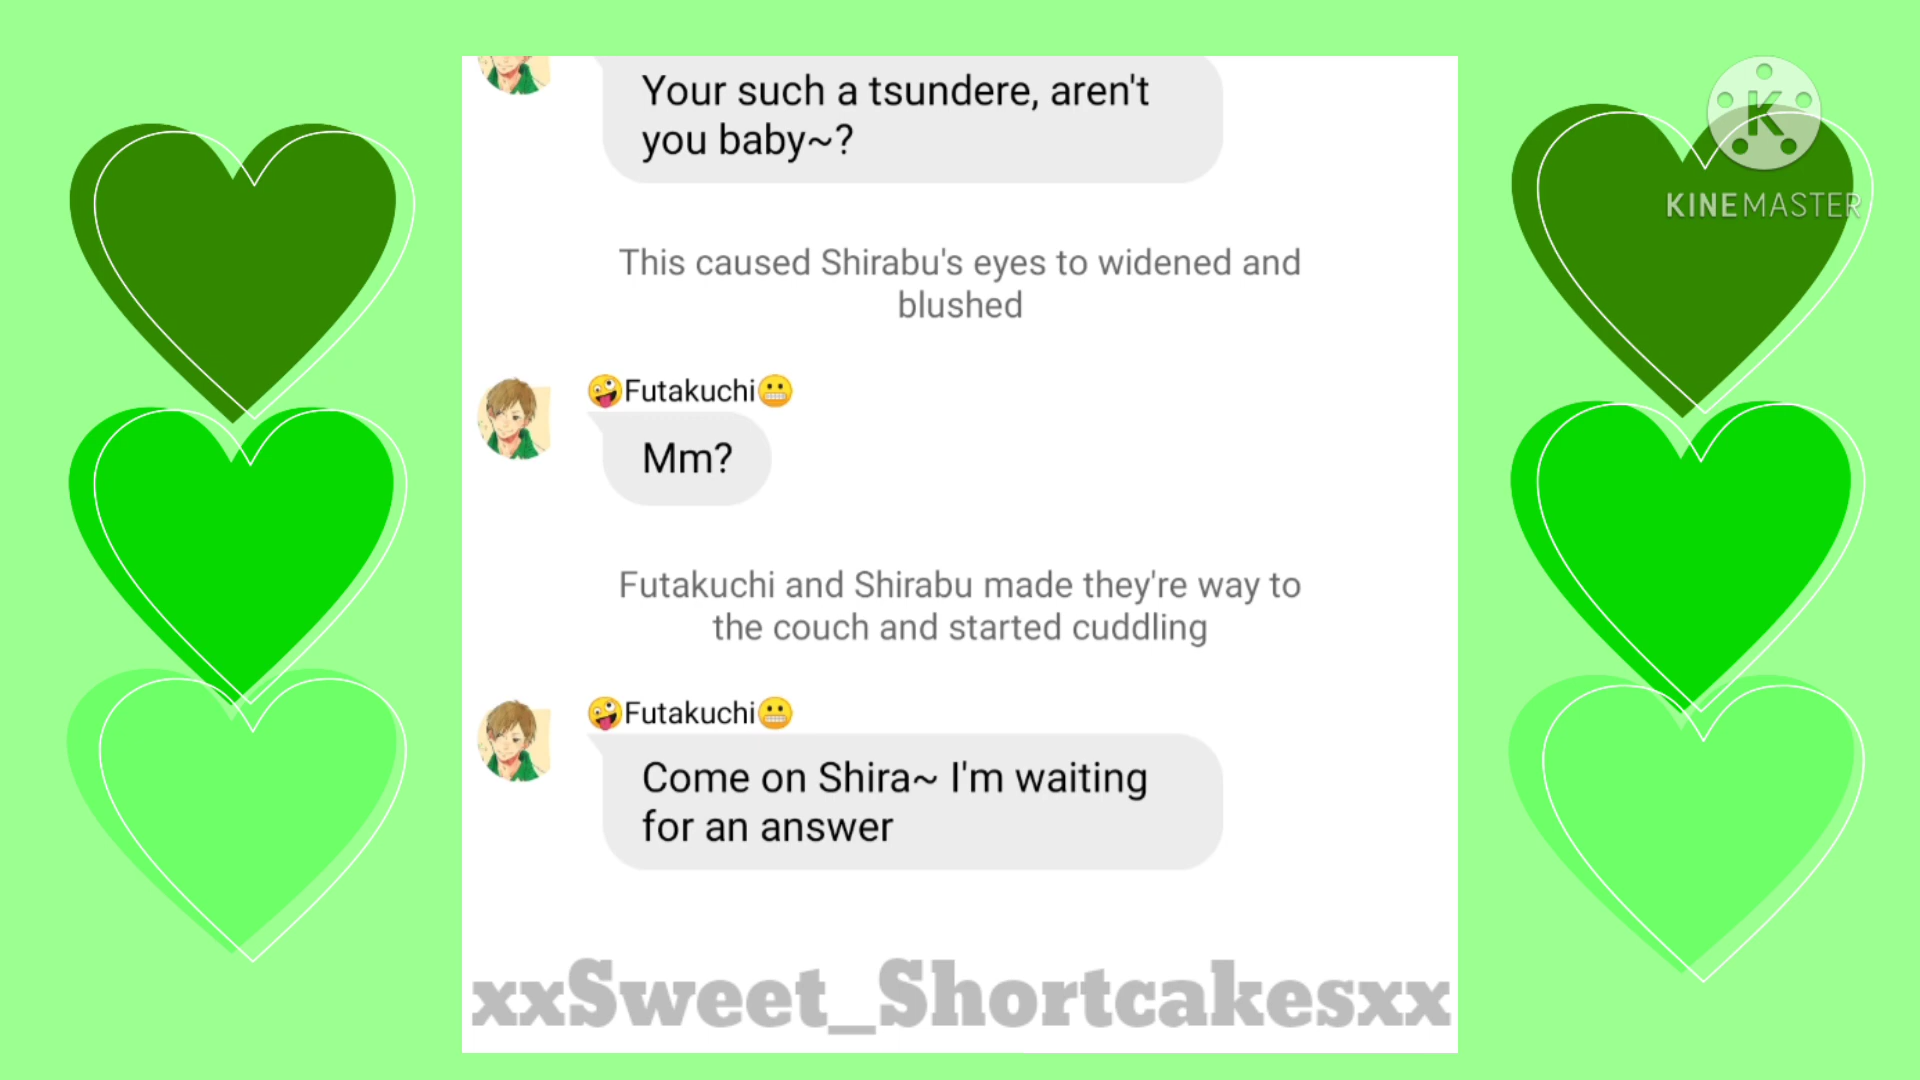 Your such a tsundere, aren't
you baby~?
K
KINEMASTER
This caused Shirabu's eyes to widened and
blushed
🤪Futakuchi😬
Mm?
Futakuchi and Shirabu made they're way to
the couch and started cuddling
🤪Futakuchi😬
Come on Shira~ I'm waiting
for an answer
xxSweet_Shortcakesxx